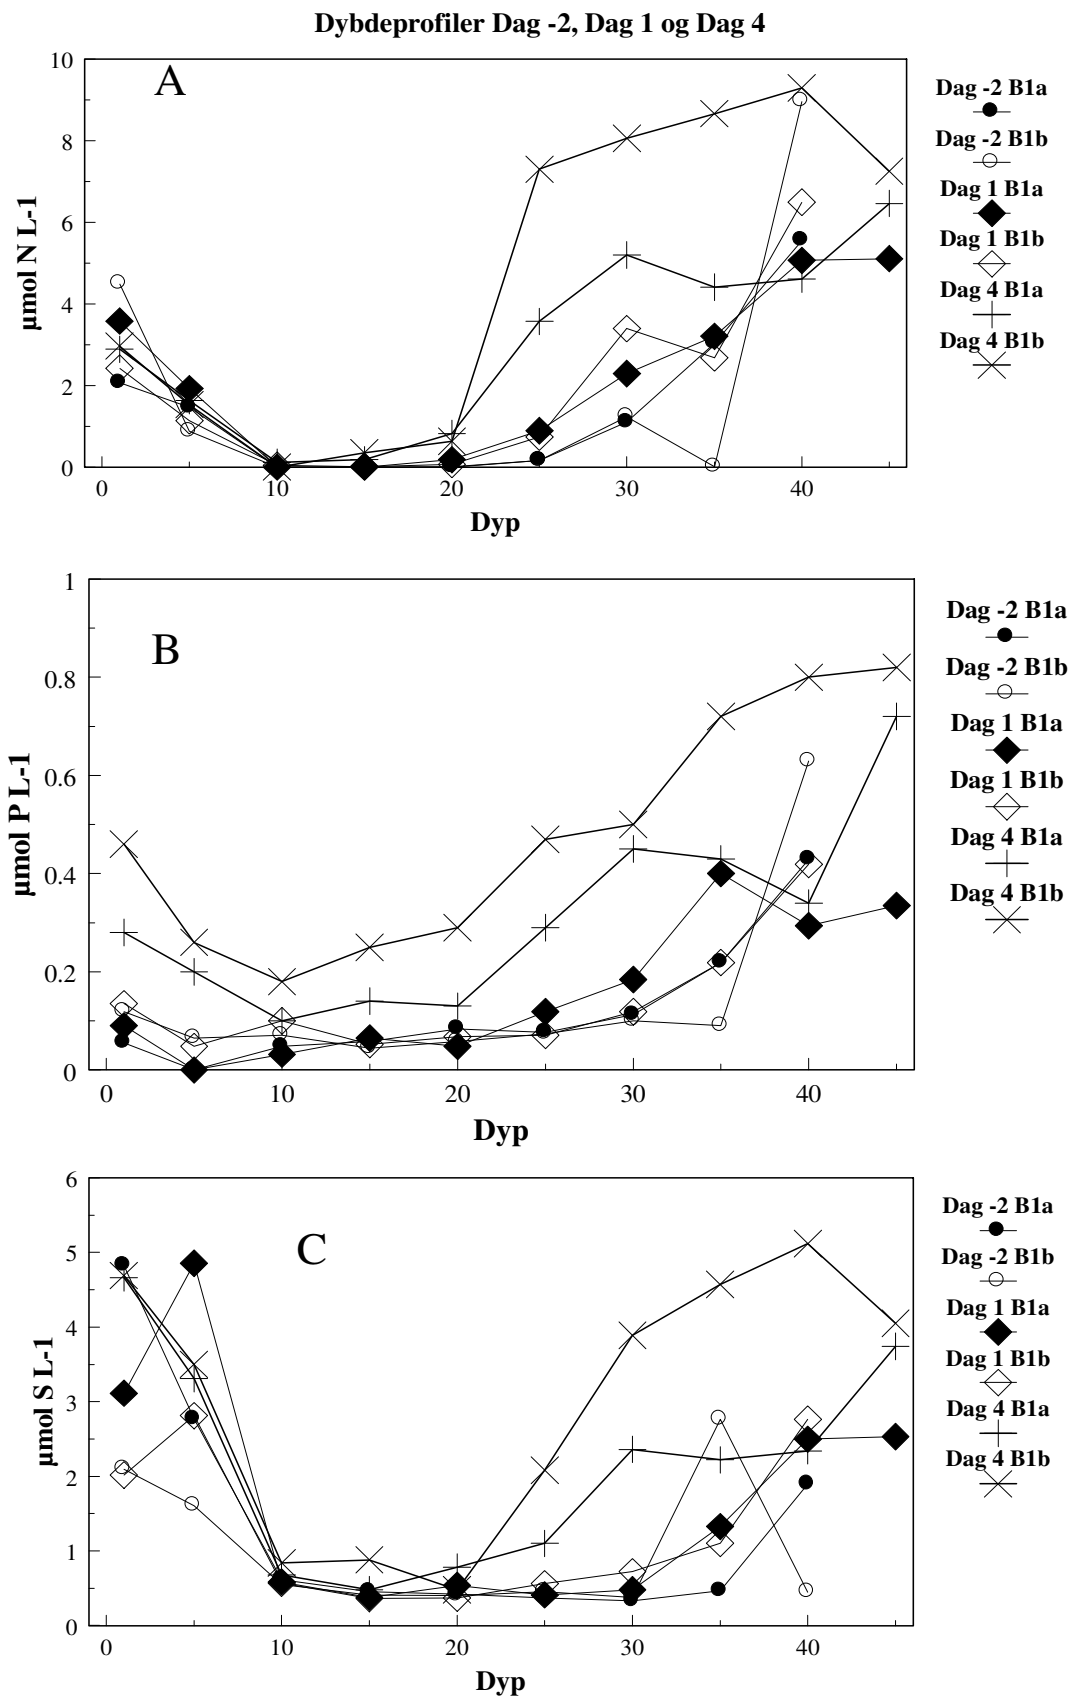 Dybdeprofiler Dag -2, Dag 1 og Dag 4
A
µmol N L-1
10
8
6
4
2
0
0 10 20 30 40
Dyp
Dag -2 B1a
Dag -2 B1b
Dag 1 B1a
Dag 1 B1b
Dag 4 B1a
Dag 4 B1b
B
µmol P L-1
1
0.8
0.6
0.4
0.2
0
0 10 20 30 40
Dyp
Dag -2 B1a
Dag -2 B1b
Dag 1 B1a
Dag 1 B1b
Dag 4 B1a
Dag 4 B1b
C
µmol S L-1
6
5
4
3
2
1
0
0 10 20 30 40
Dyp
Dag -2 B1a
Dag -2 B1b
Dag 1 B1a
Dag 1 B1b
Dag 4 B1a
Dag 4 B1b